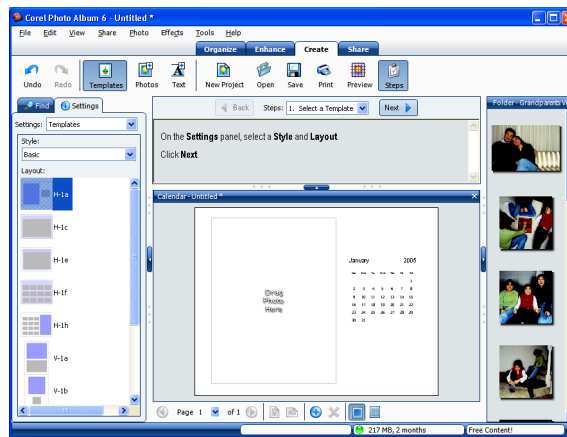 Corel Photo Album 6 - Untitled *
File Edit View Share Photo Effects Tools Help
Organize Enhance Create Share
Undo Redo Templates Photos Text New Project Open Save Print Preview Steps
Find Settings
Back Steps: 1. Select a Template Next
Folder - Grandparents Vi
Settings: Templates
On the Settings panel, select a Style and Layout.
Click Next.
Style:
Basic
Layout:
H-1a
H-1c
H-1e
H-1f
H-1h
V-1a
V-1b
Calendar - Untitled *
January 2005
1
2 3 4 5 6 7 8
9 10 11 12 13 14 15
16 17 18 19 20 21 22
23 24 25 26 27 28 29
30 31
Drag
Photo
Here
Page 1 of 1
217 MB, 2 months Free Content!